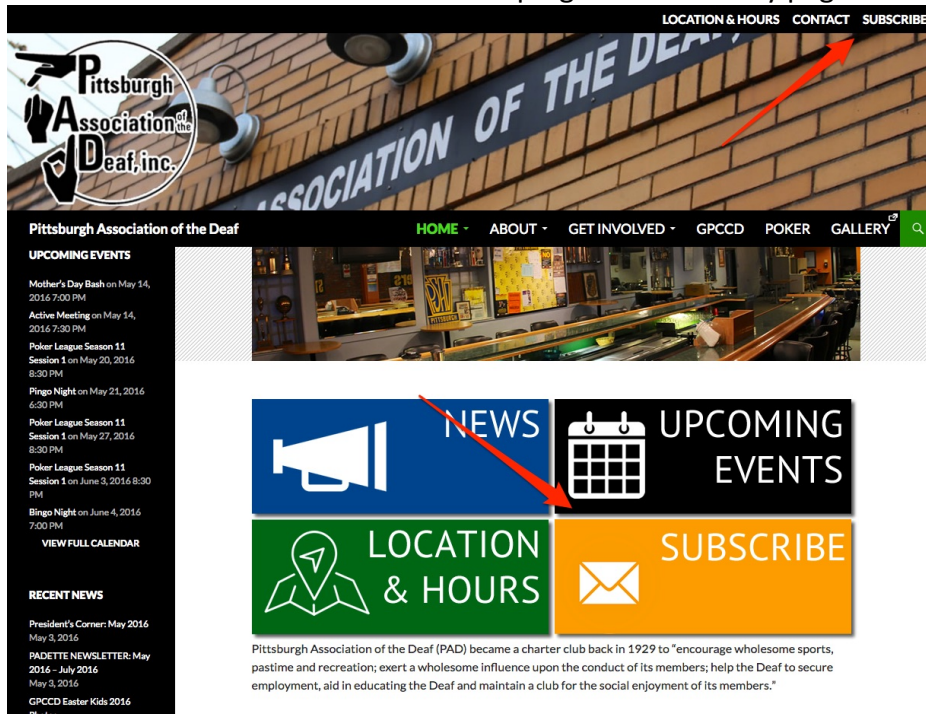 LOCATION & HOURS CONTACT SUBSCRIBE
Pittsburgh
Association of the
Deaf, inc.
ASSOCIATION OF THE DEAF,
Pittsburgh Association of the Deaf
HOME ABOUT GET INVOLVED GPCCD POKER GALLERY
UPCOMING EVENTS
Mother's Day Bash on May 14,
2016 7:00 PM
Active Meeting on May 14,
2016 7:30 PM
Poker League Season 11
Session 1 on May 20, 2016
8:30 PM
Pingo Night on May 21, 2016
6:30 PM
Poker League Season 11
Session 1 on May 27, 2016
8:30 PM
Poker League Season 11
Session 1 on June 3, 2016 8:30
PM
Bingo Night on June 4, 2016
7:00 PM
VIEW FULL CALENDAR
RECENT NEWS
President's Corner: May 2016
May 3, 2016
PADETTE NEWSLETTER: May
2016 – July 2016
May 3, 2016
GPCCD Easter Kids 2016
PITTSBURGH
NEWS
UPCOMING
EVENTS
LOCATION
& HOURS
SUBSCRIBE
Pittsburgh Association of the Deaf (PAD) became a charter club back in 1929 to "encourage wholesome sports,
pastime and recreation; exert a wholesome influence upon the conduct of its members; help the Deaf to secure
employment, aid in educating the Deaf and maintain a club for the social enjoyment of its members."